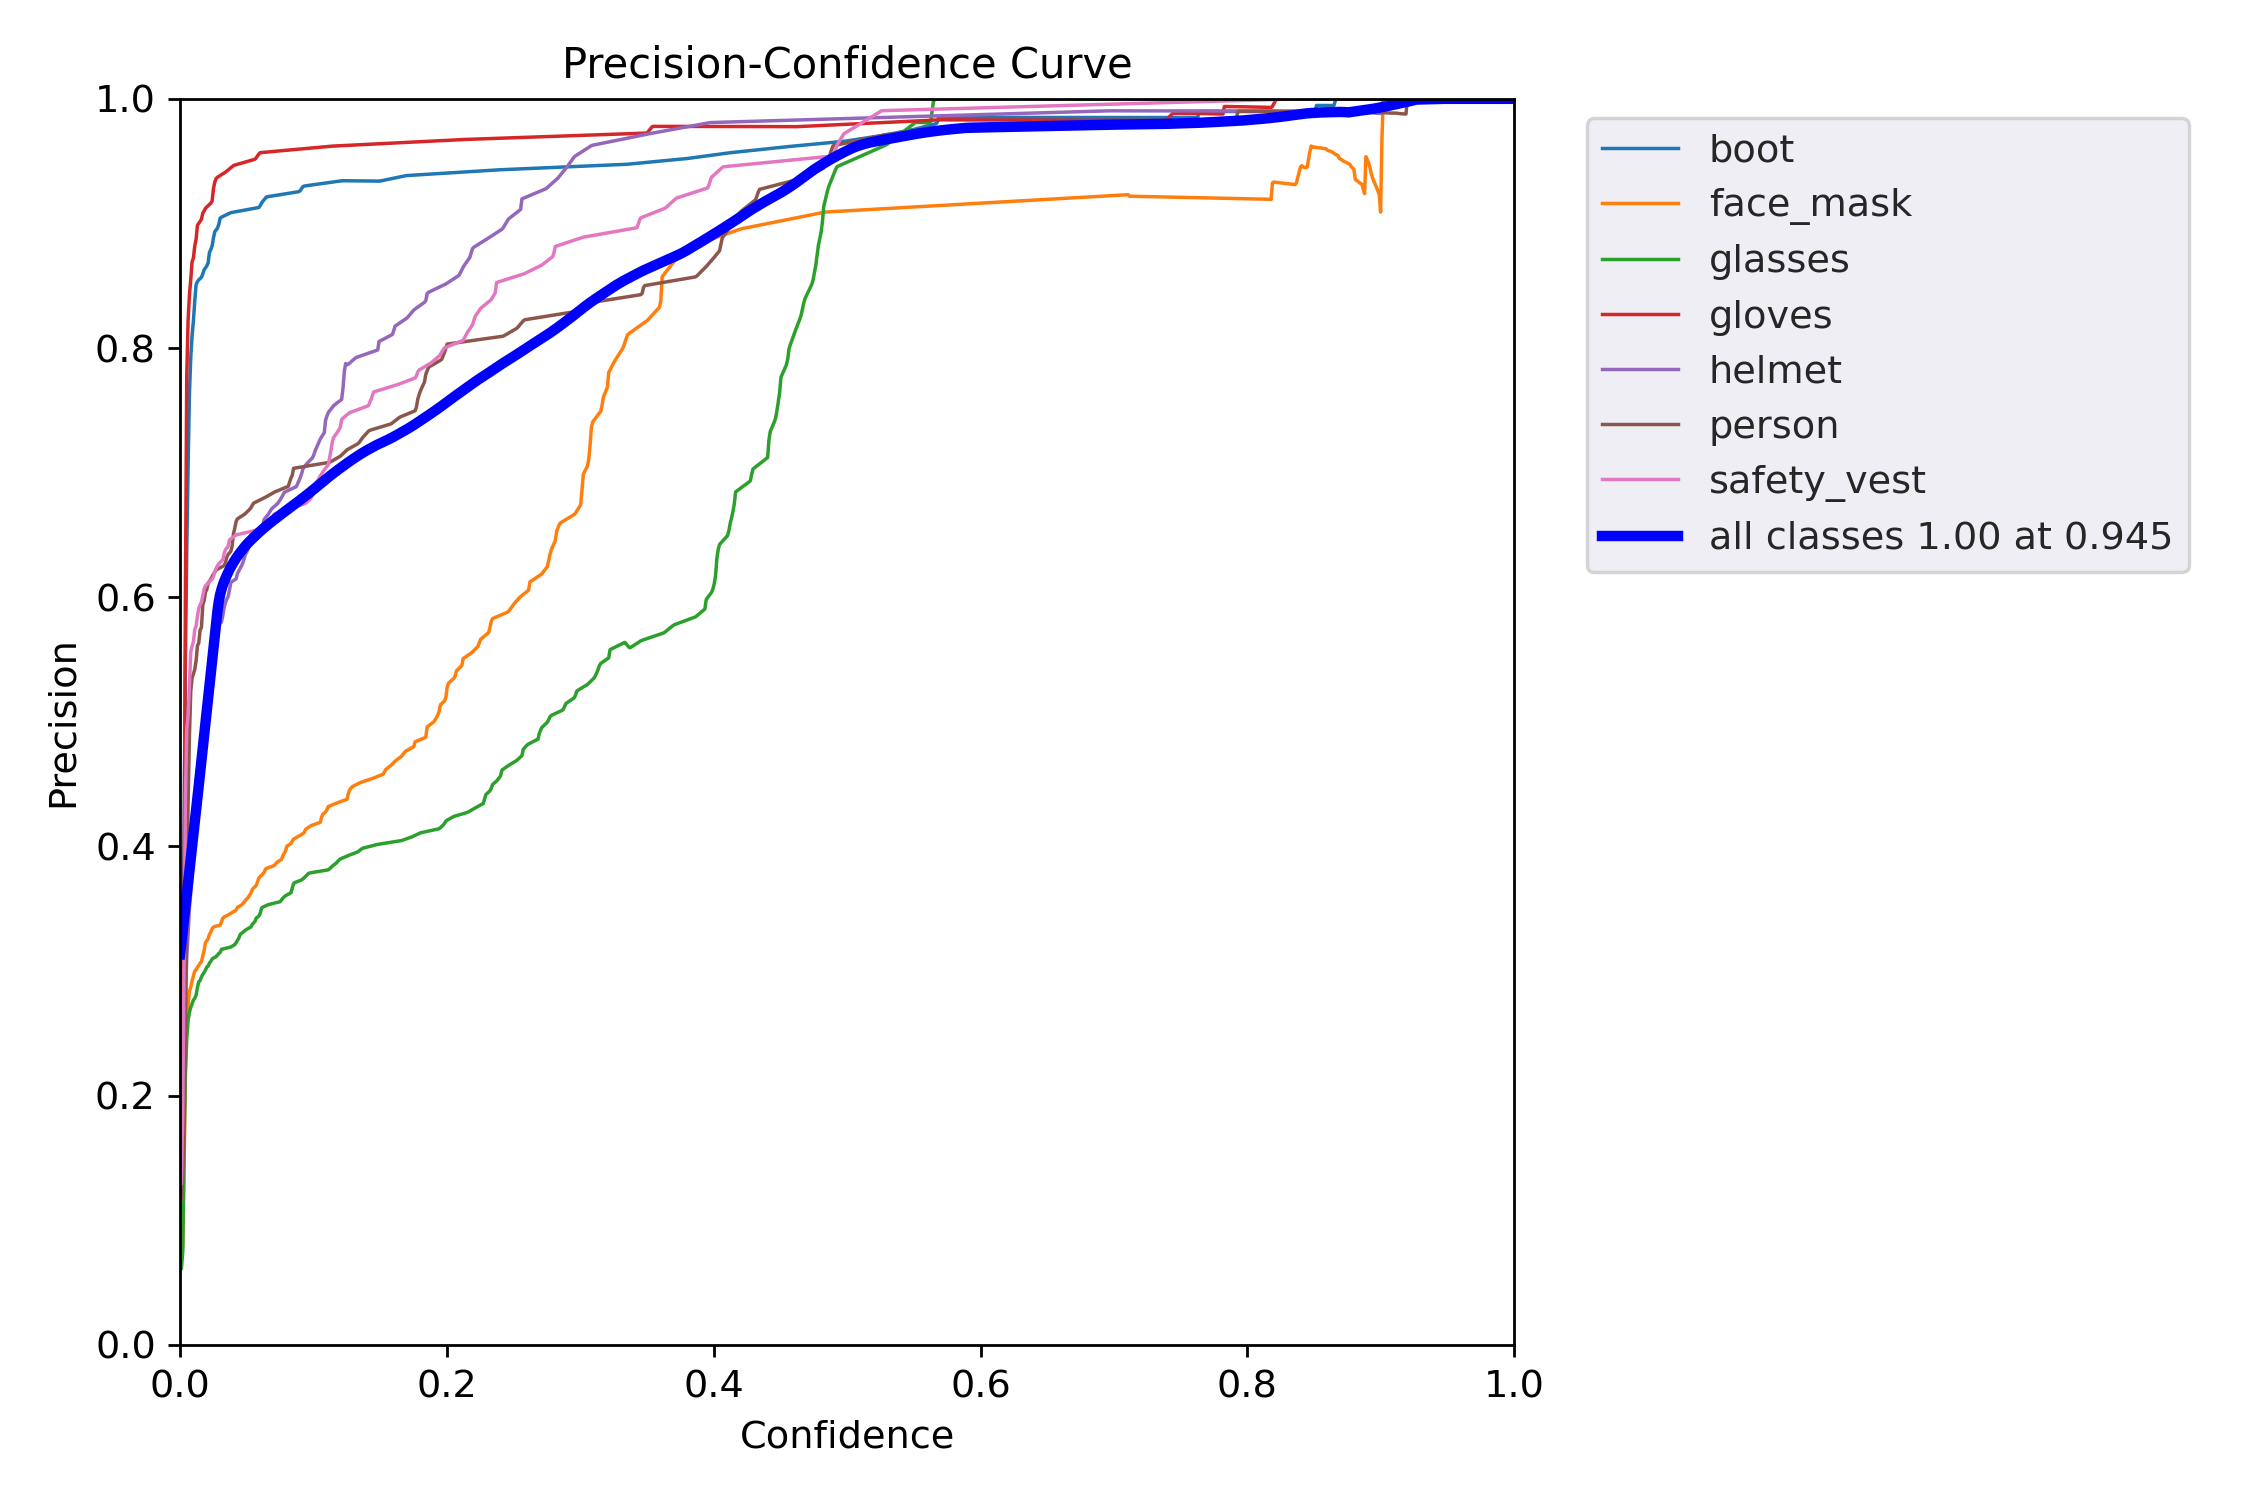 Precision-Confidence Curve
1.0
0.8
0.6
0.4
0.2
0.0
Precision
0.0 0.2 0.4 0.6 0.8 1.0
Confidence
boot
face_mask
glasses
gloves
helmet
person
safety_vest
all classes 1.00 at 0.945